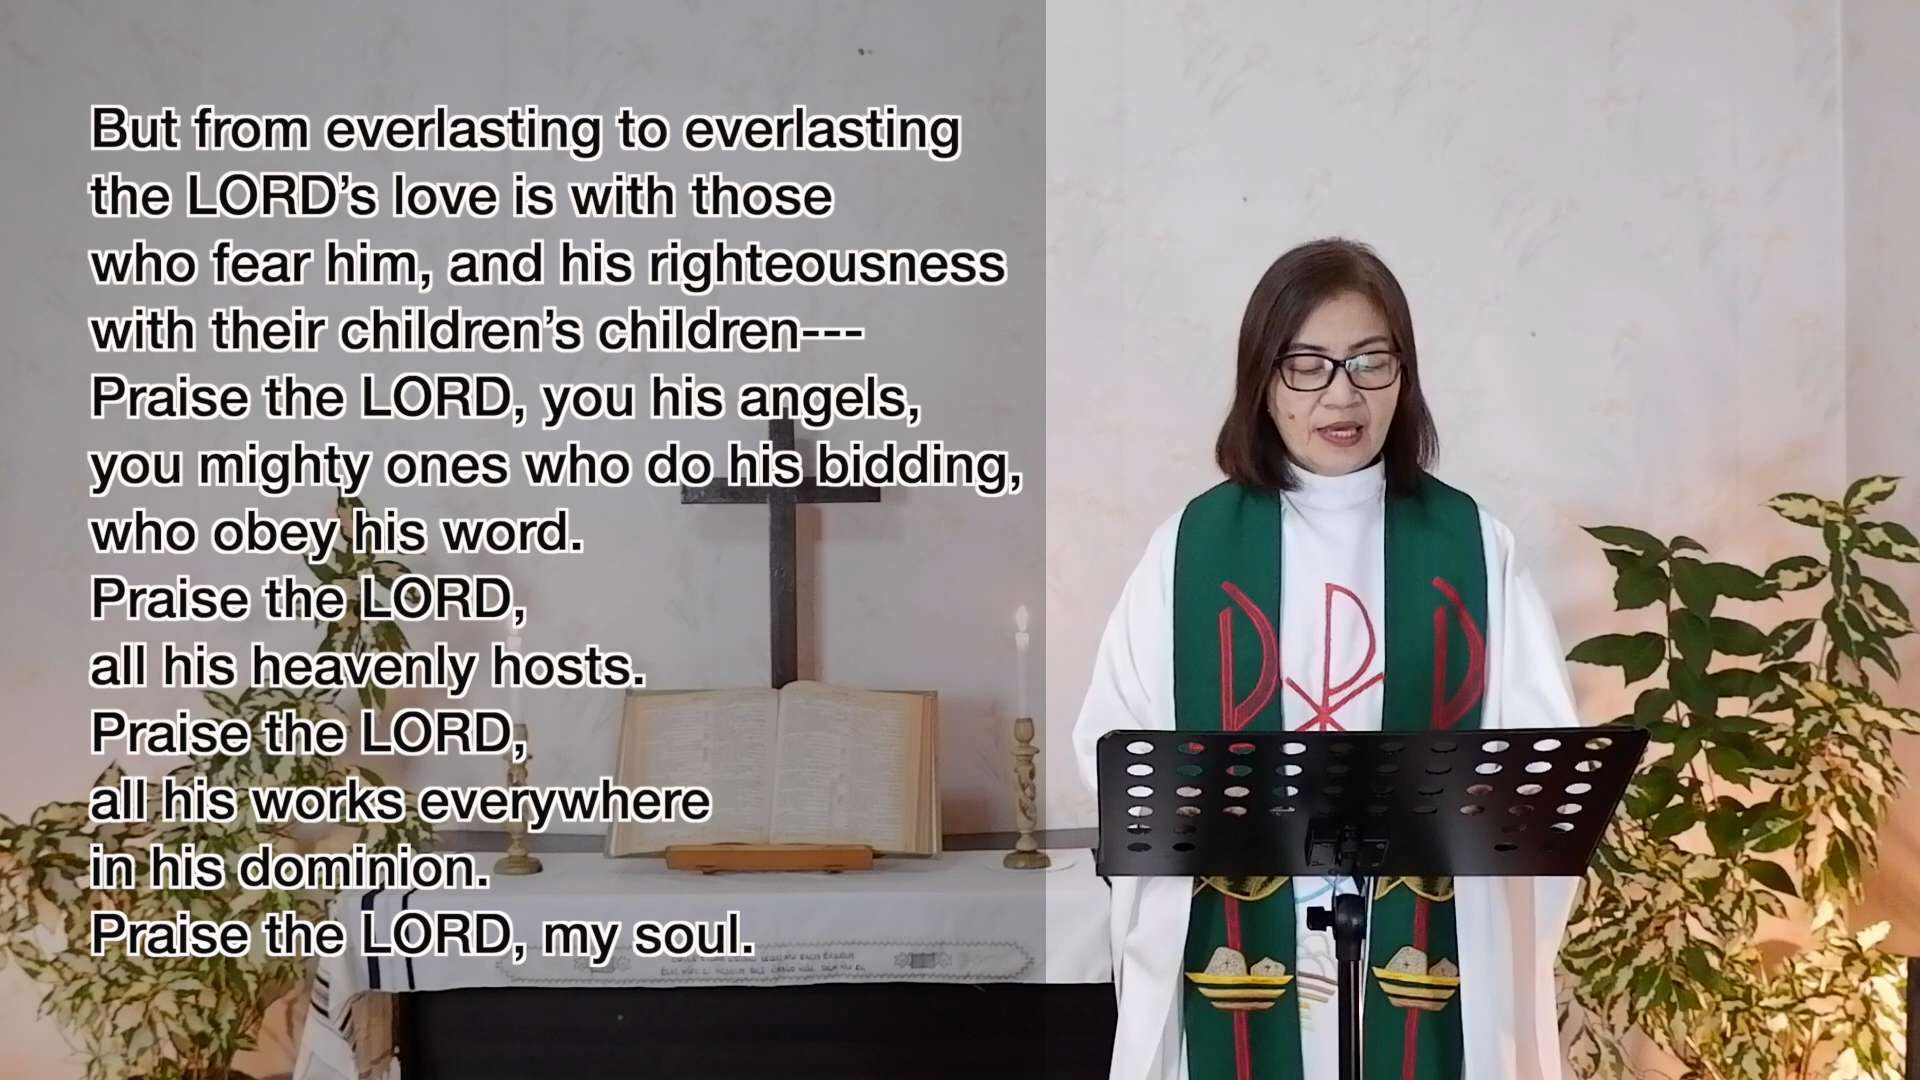 But from everlasting to everlasting
the LORD’s love is with those
who fear him, and his righteousness
with their children’s children---
Praise the LORD, you his angels,
you mighty ones who do his bidding,
who obey his word.
Praise the LORD,
all his heavenly hosts.
Praise the LORD,
all his works everywhere
in his dominion.
Praise the LORD, my soul.